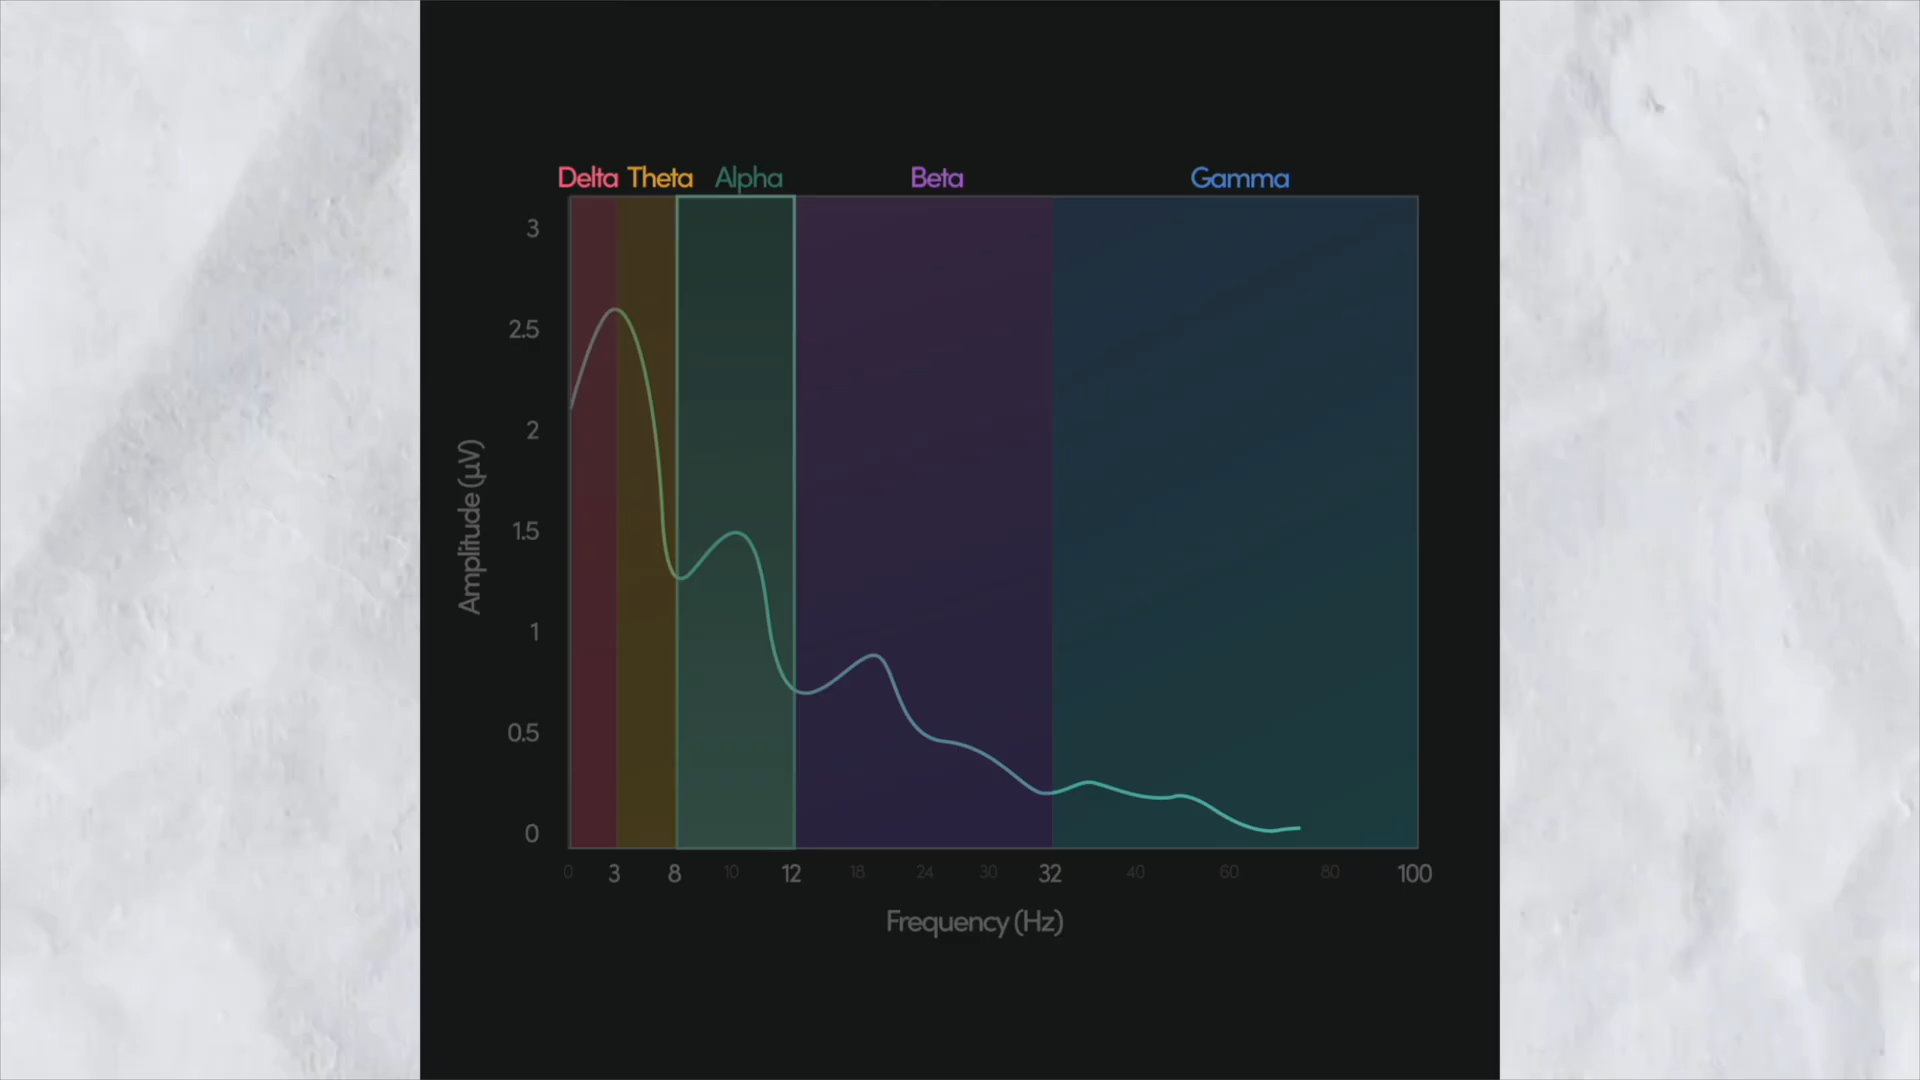 Delta Theta Alpha Beta Gamma
3
2.5
2
1.5
1
0.5
0
Amplitude (µV)
0 3 8 10 12 18 24 30 32 40 60 80 100
Frequency (Hz)